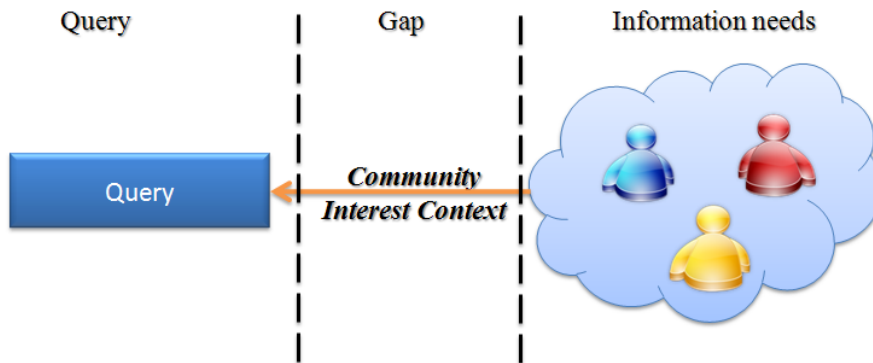 Query
Gap
Information needs
Query
Community
Interest Context